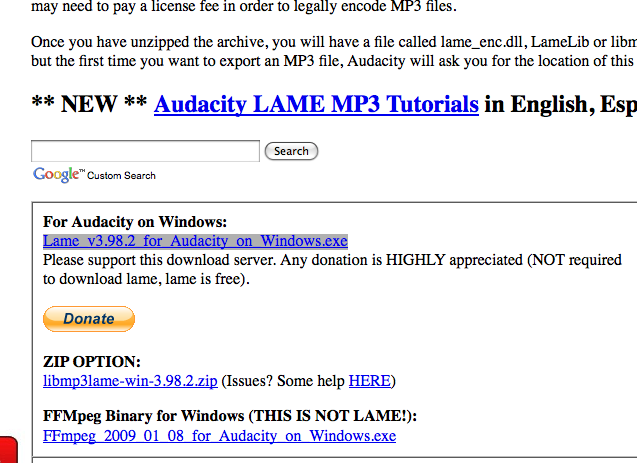 may need to pay a license fee in order to legally encode MP3 files.
Once you have unzipped the archive, you will have a file called lame_enc.dll, LameLib or libm
but the first time you want to export an MP3 file, Audacity will ask you for the location of this
** NEW ** Audacity LAME MP3 Tutorials in English, Esp
Search
Google™ Custom Search
For Audacity on Windows:
Lame_v3.98.2_for_Audacity_on_Windows.exe
Please support this download server. Any donation is HIGHLY appreciated (NOT required
to download lame, lame is free).
Donate
ZIP OPTION:
libmp3lame-win-3.98.2.zip (Issues? Some help HERE)
FFMpeg Binary for Windows (THIS IS NOT LAME!):
FFmpeg_2009_01_08_for_Audacity_on_Windows.exe